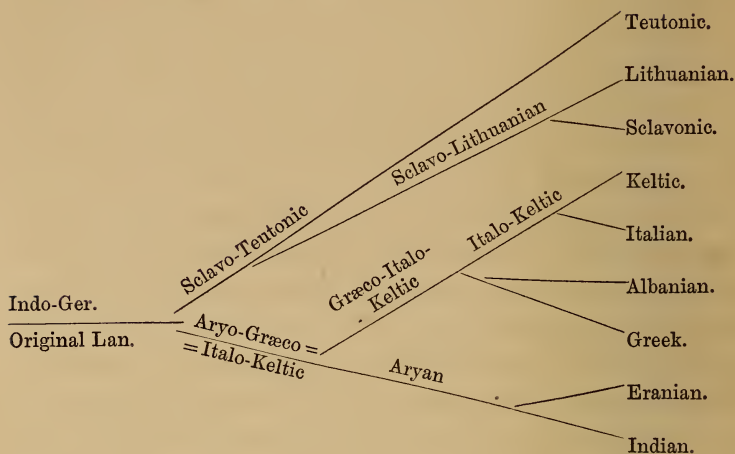 Teutonic.
Lithuanian.
Sclavo-Lithuanian
Sclavonic.
Keltic.
Sclavo-Teutonic
Italo-Keltic
Italian.
Græco-Italo-
Keltic
Albanian.
Indo-Ger.
Original Lan.
Aryo-Græco =
= Italo-Keltic
Greek.
Aryan
Eranian.
Indian.